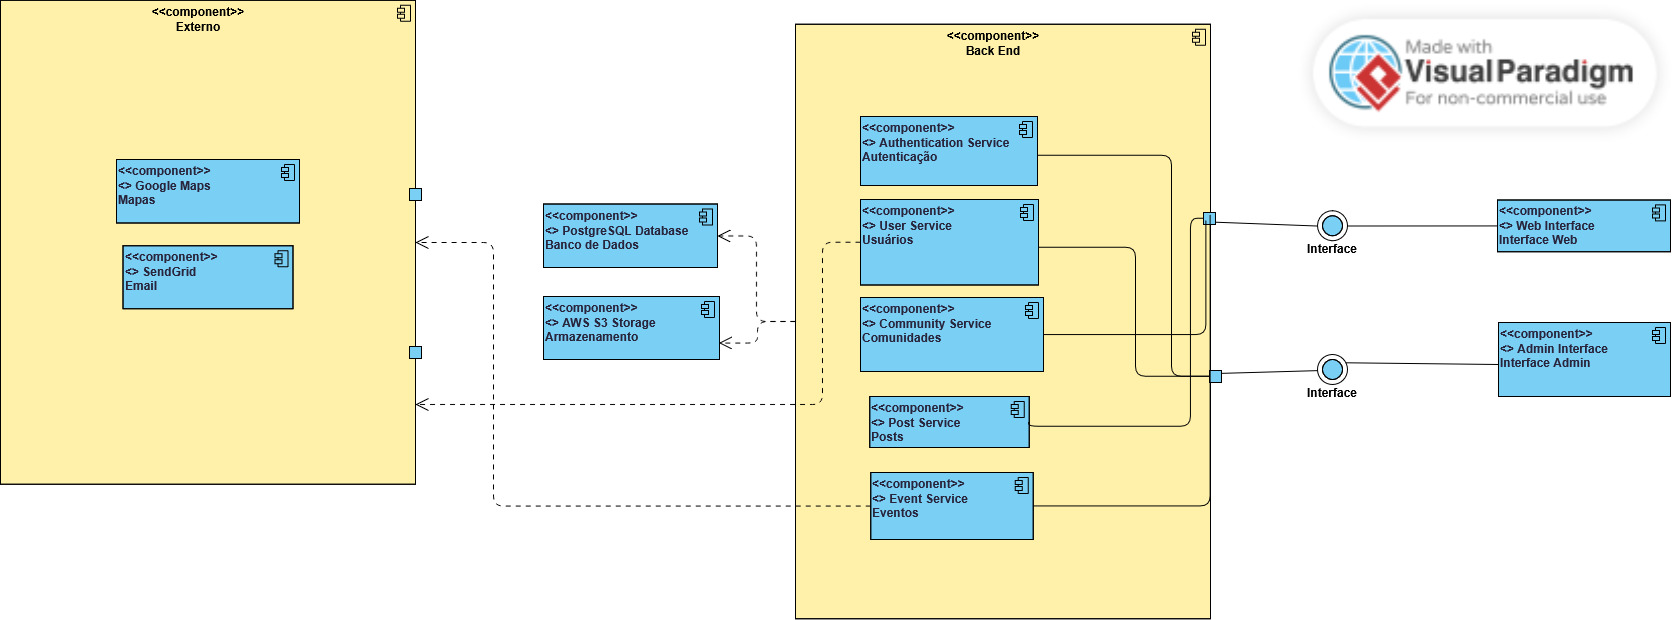 <<component>>
Externo
<<component>>
<> Google Maps
Mapas
<<component>>
<> SendGrid
Email
<<component>>
<> PostgreSQL Database
Banco de Dados
<<component>>
<> AWS S3 Storage
Armazenamento
<<component>>
Back End
<<component>>
<> Authentication Service
Autenticação
<<component>>
<> User Service
Usuários
<<component>>
<> Community Service
Comunidades
<<component>>
<> Post Service
Posts
<<component>>
<> Event Service
Eventos
Interface
Interface
<<component>>
<> Web Interface
Interface Web
<<component>>
<> Admin Interface
Interface Admin
Made with
Visual Paradigm
For non-commercial use